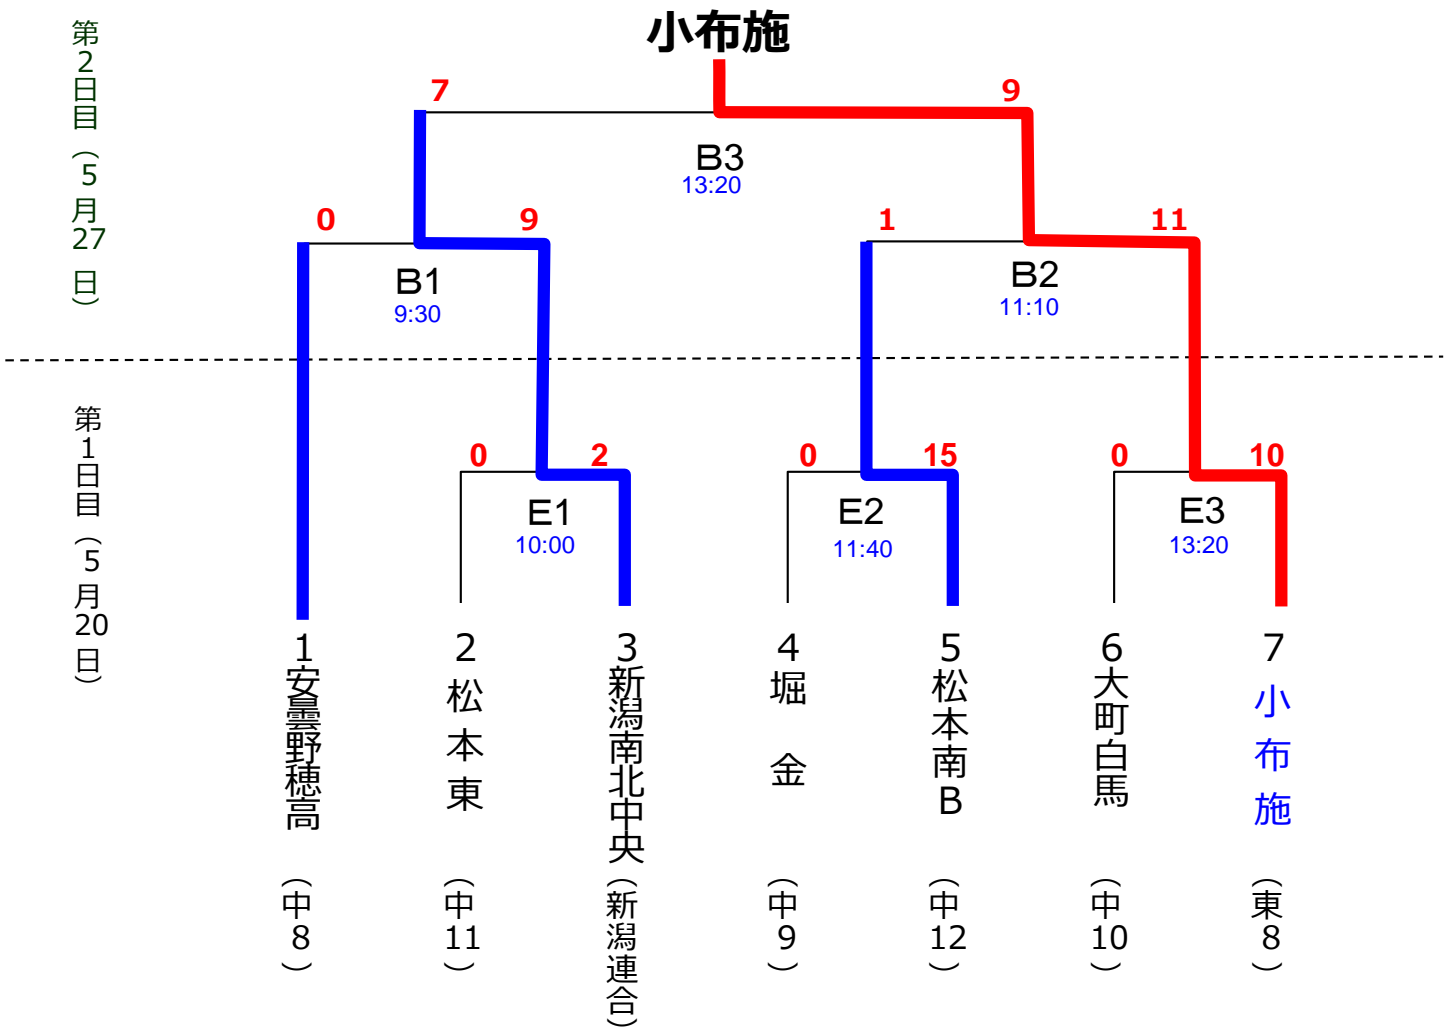 小布施
第2日目（5月27日）
7
9
B3
13:20
0
9
1
11
B1
9:30
B2
11:10
第1日目（5月20日）
0
2
0
15
0
10
E1
10:00
E2
11:40
E3
13:20
1安曇野穂高（中8）
2松本東（中11）
3新潟南北中央（新潟連合）
4堀金（中9）
5松本南B（中12）
6大町白馬（中10）
7小布施（東8）